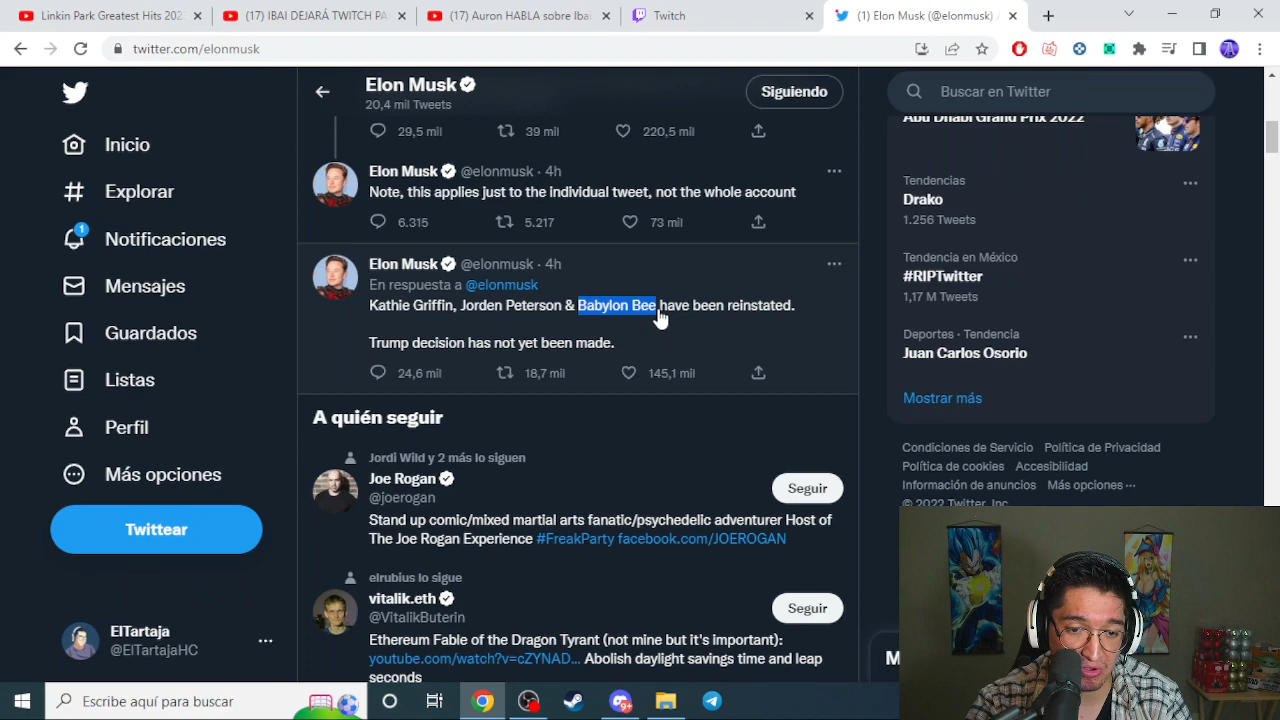 Linkin Park Greatest Hits 202
(17) IBAI DEJARÁ TWITCH PA
(17) Auron HABLA sobre Ibai
Twitch
(1) Elon Musk (@elonmusk) /
twitter.com/elonmusk
Elon Musk
20,4 mil Tweets
Siguiendo
Buscar en Twitter
Inicio
Explorar
1
Notificaciones
Mensajes
Guardados
Listas
Perfil
Más opciones
Twittear
ElTartaja
@ElTartajaHC
29,5 mil 39 mil 220,5 mil
Elon Musk @elonmusk · 4h
Note, this applies just to the individual tweet, not the whole account
6.315 5.217 73 mil
Elon Musk @elonmusk · 4h
En respuesta a @elonmusk
Kathie Griffin, Jorden Peterson & Babylon Bee have been reinstated.
Trump decision has not yet been made.
24,6 mil 18,7 mil 145,1 mil
A quién seguir
Jordi Wild y 2 más lo siguen
Joe Rogan
@joerogan
Seguir
Stand up comic/mixed martial arts fanatic/psychedelic adventurer Host of
The Joe Rogan Experience #FreakParty facebook.com/JOEROGAN
elrubius lo sigue
vitalik.eth
@VitalikButerin
Seguir
Ethereum Fable of the Dragon Tyrant (not mine but it's important):
youtube.com/watch?v=cZYNAD... Abolish daylight savings time and leap
seconds
Abu Dhabi Grand Prix 2022
Tendencias
Drako
1.256 Tweets
Tendencia en México
#RIPTwitter
1,17 M Tweets
Deportes · Tendencia
Juan Carlos Osorio
Mostrar más
Condiciones de Servicio Política de Privacidad
Política de cookies Accesibilidad
Información de anuncios Más opciones ···
© 2022 Twitter, Inc.
M
Escribe aquí para buscar
9+